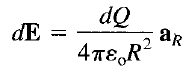 dE = dQ / 4πε₀R² a_R